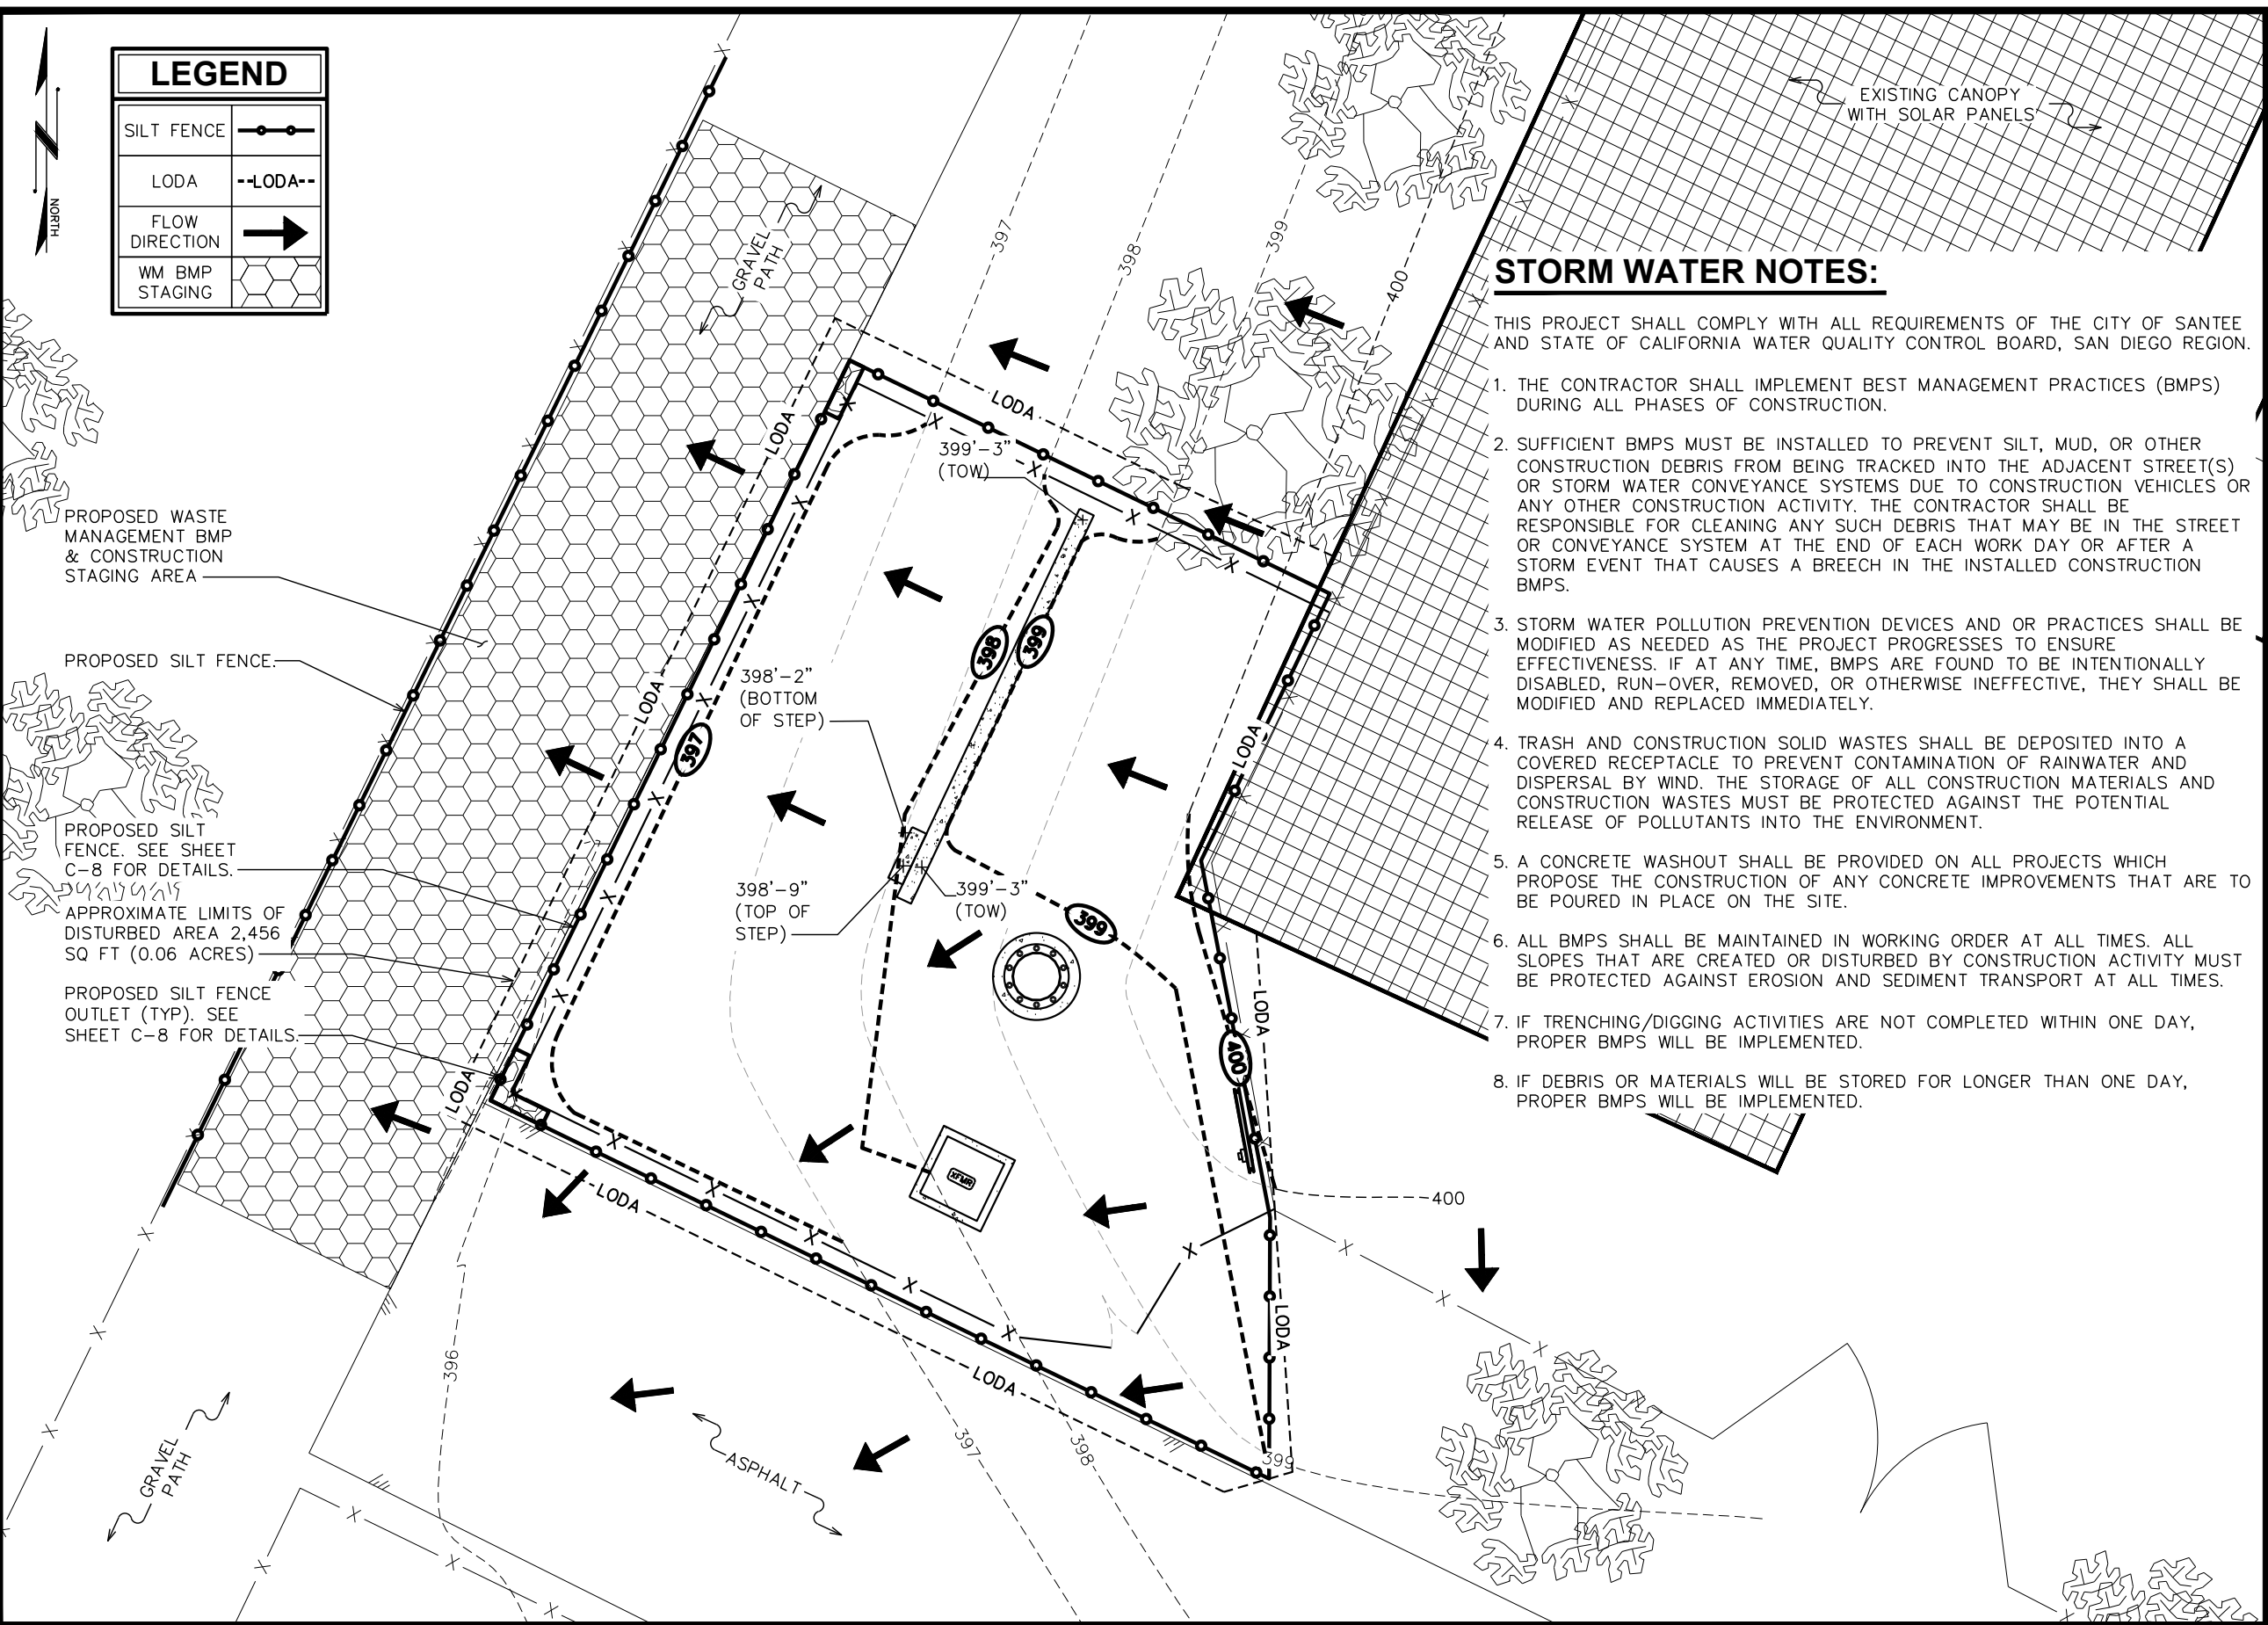 LEGEND
SILT FENCE
LODA
--LODA--
FLOW
DIRECTION
WM BMP
STAGING
NORTH
EXISTING CANOPY
WITH SOLAR PANELS
STORM WATER NOTES:
THIS PROJECT SHALL COMPLY WITH ALL REQUIREMENTS OF THE CITY OF SANTEE
AND STATE OF CALIFORNIA WATER QUALITY CONTROL BOARD, SAN DIEGO REGION.
1. THE CONTRACTOR SHALL IMPLEMENT BEST MANAGEMENT PRACTICES (BMPS)
DURING ALL PHASES OF CONSTRUCTION.
2. SUFFICIENT BMPS MUST BE INSTALLED TO PREVENT SILT, MUD, OR OTHER
CONSTRUCTION DEBRIS FROM BEING TRACKED INTO THE ADJACENT STREET(S)
OR STORM WATER CONVEYANCE SYSTEMS DUE TO CONSTRUCTION VEHICLES OR
ANY OTHER CONSTRUCTION ACTIVITY. THE CONTRACTOR SHALL BE
RESPONSIBLE FOR CLEANING ANY SUCH DEBRIS THAT MAY BE IN THE STREET
OR CONVEYANCE SYSTEM AT THE END OF EACH WORK DAY OR AFTER A
STORM EVENT THAT CAUSES A BREECH IN THE INSTALLED CONSTRUCTION
BMPS.
3. STORM WATER POLLUTION PREVENTION DEVICES AND OR PRACTICES SHALL BE
MODIFIED AS NEEDED AS THE PROJECT PROGRESSES TO ENSURE
EFFECTIVENESS. IF AT ANY TIME, BMPS ARE FOUND TO BE INTENTIONALLY
DISABLED, RUN-OVER, REMOVED, OR OTHERWISE INEFFECTIVE, THEY SHALL BE
MODIFIED AND REPLACED IMMEDIATELY.
4. TRASH AND CONSTRUCTION SOLID WASTES SHALL BE DEPOSITED INTO A
COVERED RECEPTACLE TO PREVENT CONTAMINATION OF RAINWATER AND
DISPERSAL BY WIND. THE STORAGE OF ALL CONSTRUCTION MATERIALS AND
CONSTRUCTION WASTES MUST BE PROTECTED AGAINST THE POTENTIAL
RELEASE OF POLLUTANTS INTO THE ENVIRONMENT.
5. A CONCRETE WASHOUT SHALL BE PROVIDED ON ALL PROJECTS WHICH
PROPOSE THE CONSTRUCTION OF ANY CONCRETE IMPROVEMENTS THAT ARE TO
BE POURED IN PLACE ON THE SITE.
6. ALL BMPS SHALL BE MAINTAINED IN WORKING ORDER AT ALL TIMES. ALL
SLOPES THAT ARE CREATED OR DISTURBED BY CONSTRUCTION ACTIVITY MUST
BE PROTECTED AGAINST EROSION AND SEDIMENT TRANSPORT AT ALL TIMES.
7. IF TRENCHING/DIGGING ACTIVITIES ARE NOT COMPLETED WITHIN ONE DAY,
PROPER BMPS WILL BE IMPLEMENTED.
8. IF DEBRIS OR MATERIALS WILL BE STORED FOR LONGER THAN ONE DAY,
PROPER BMPS WILL BE IMPLEMENTED.
GRAVEL
PATH
397
398
399
400
LODA
LODA
399'-3"
(TOW)
PROPOSED WASTE
MANAGEMENT BMP
& CONSTRUCTION
STAGING AREA
PROPOSED SILT FENCE.
398
399
398'-2"
(BOTTOM
OF STEP)
LODA
397
LODA
PROPOSED SILT
FENCE. SEE SHEET
C-8 FOR DETAILS.
APPROXIMATE LIMITS OF
DISTURBED AREA 2,456
SQ FT (0.06 ACRES)
PROPOSED SILT FENCE
OUTLET (TYP). SEE
SHEET C-8 FOR DETAILS.
398'-9"
(TOP OF
STEP)
399'-3"
(TOW)
399
LODA
400
LODA
XFMR
LODA
400
LODA
396
LODA
397
398
399
GRAVEL
PATH
ASPHALT